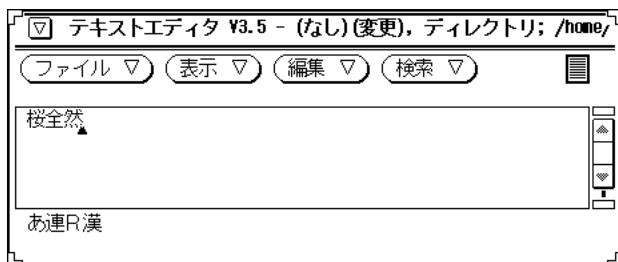 テキストエディタ V3.5 - (なし)(変更), ディレクトリ; /home/
ファイル ▽ 表示 ▽ 編集 ▽ 検索 ▽
桜全然
あ連R漢